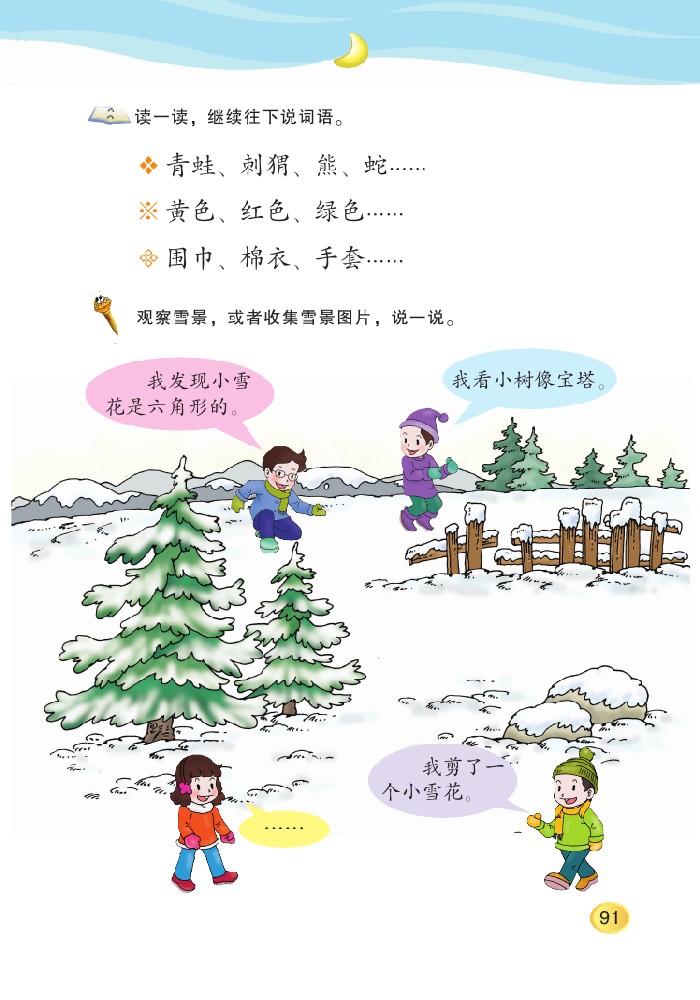 读一读，继续往下说词语。
青蛙、刺猬、熊、蛇……
黄色、红色、绿色……
围巾、棉衣、手套……
观察雪景，或者收集雪景图片，说一说。
我发现小雪
花是六角形的。
我看小树像宝塔。
我剪了一
个小雪花。
……
91